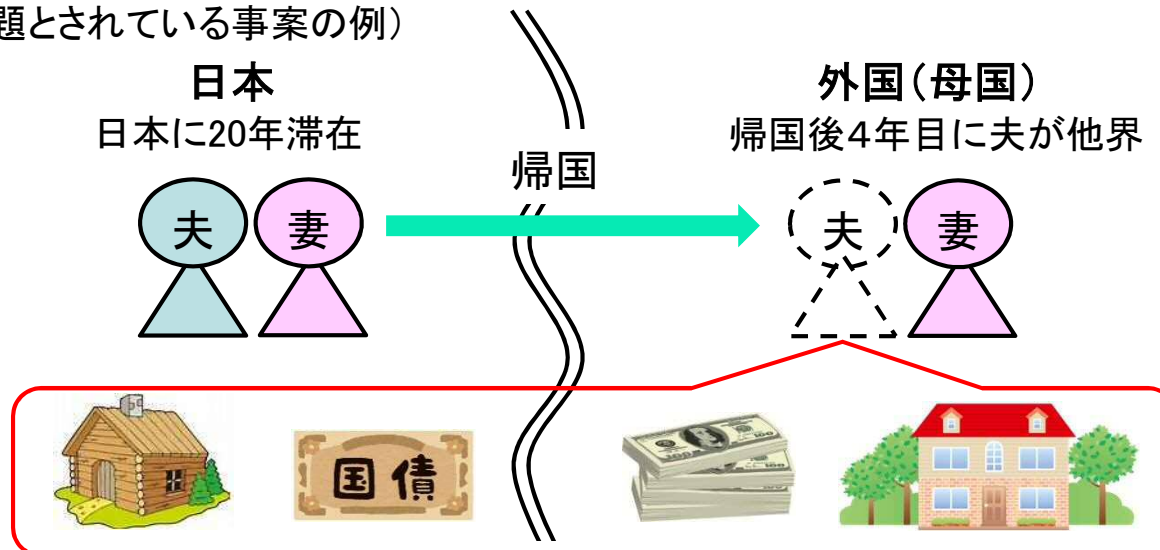 題とされている事案の例）
日本
日本に20年滞在
外国（母国）
帰国後４年目に夫が他界
帰国
夫
妻
夫
妻
国債
100
100